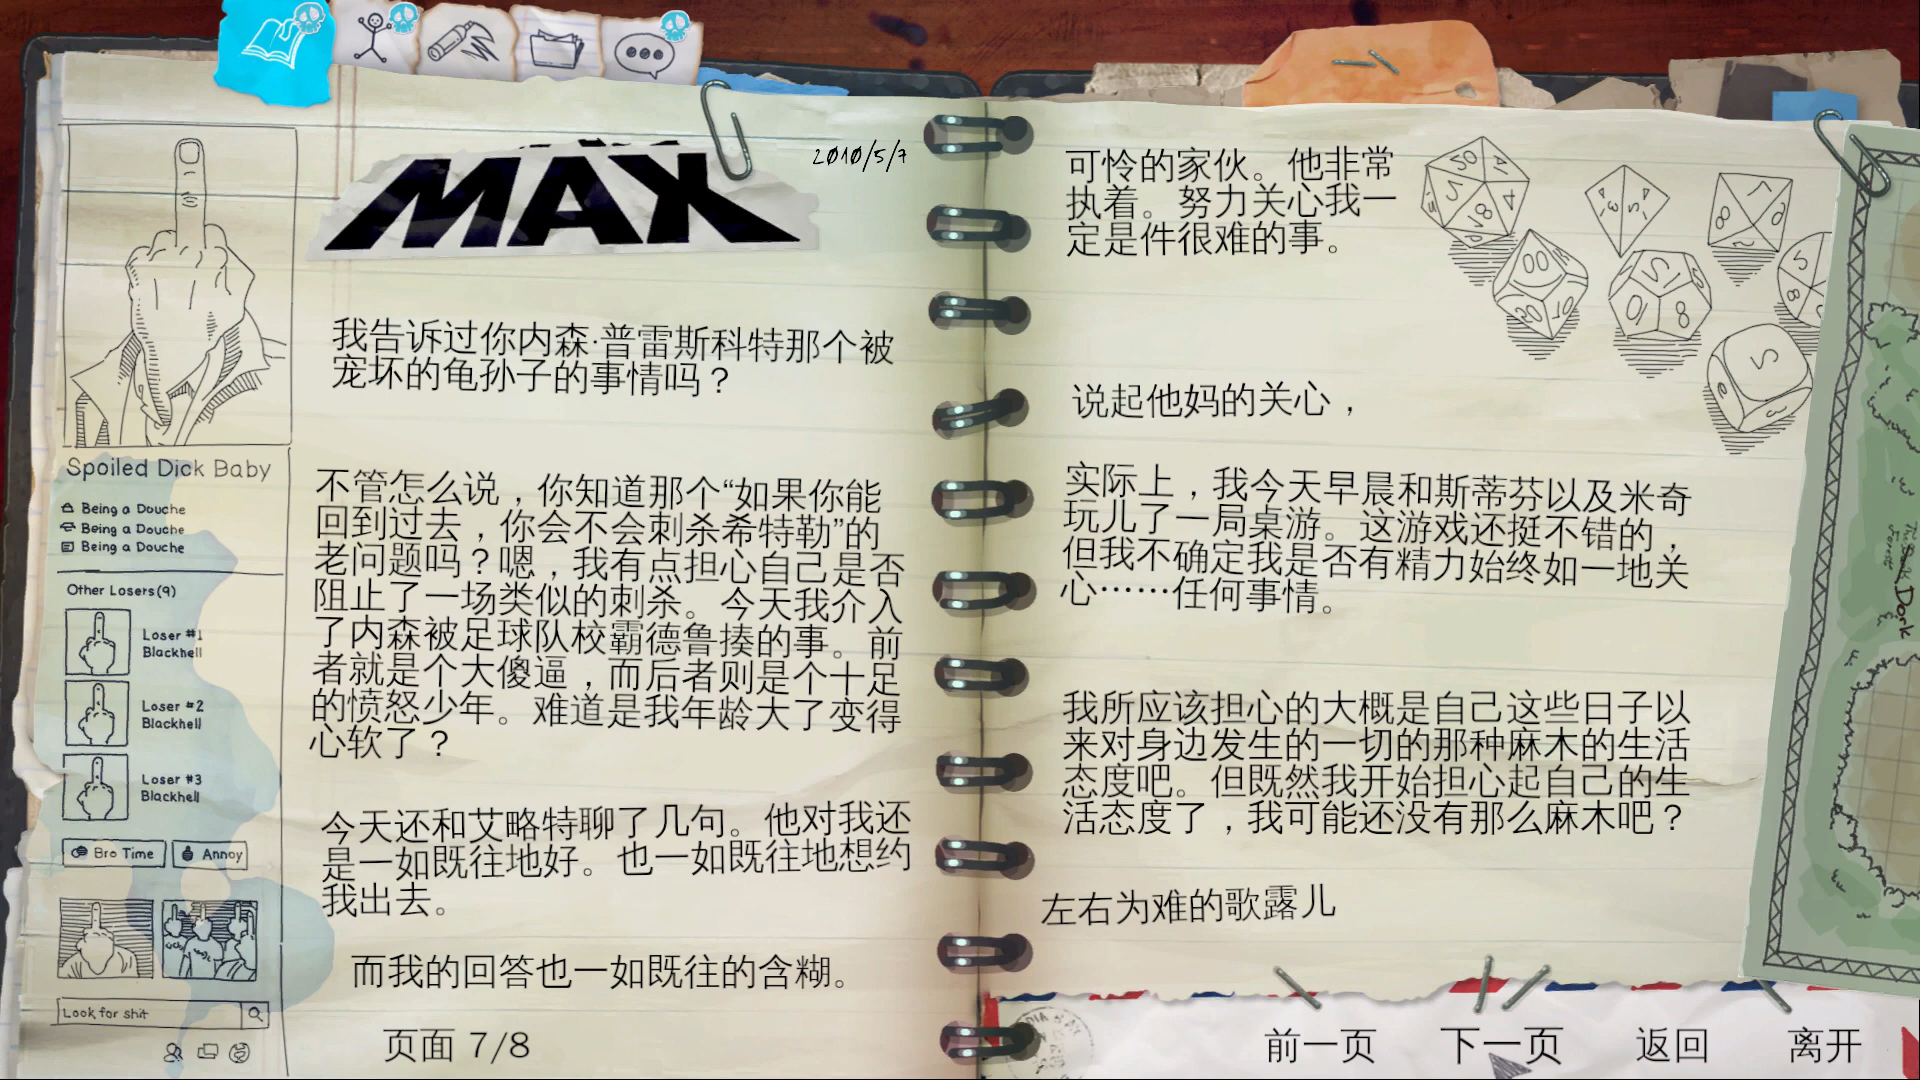 MAX
2010/5/7
我告诉过你内森·普雷斯科特那个被
宠坏的龟孙子的事情吗？
不管怎么说，你知道那个“如果你能
回到过去，你会不会刺杀希特勒”的
老问题吗？嗯，我有点担心自己是否
阻止了一场类似的刺杀。今天我介入
了内森被足球队校霸德鲁揍的事。前
者就是个大傻逼，而后者则是个十足
的愤怒少年。难道是我年龄大了变得
心软了？
今天还和艾略特聊了几句。他对我还
是一如既往地好。也一如既往地想约
我出去。
而我的回答也一如既往的含糊。
页面 7/8
Spoiled Dick Baby
Being a Douche
Being a Douche
Being a Douche
Other Losers(9)
Loser #1
Blackhell
Loser #2
Blackhell
Loser #3
Blackhell
Bro Time
Annoy
Look for shit
可怜的家伙。他非常
执着。努力关心我一
定是件很难的事。
说起他妈的关心，
实际上，我今天早晨和斯蒂芬以及米奇
玩儿了一局桌游。这游戏还挺不错的，
但我不确定我是否有精力始终如一地关
心……任何事情。
我所应该担心的大概是自己这些日子以
来对身边发生的一切的那种麻木的生活
态度吧。但既然我开始担心起自己的生
活态度了，我可能还没有那么麻木吧？
左右为难的歌露儿
前一页
下一页
返回
离开